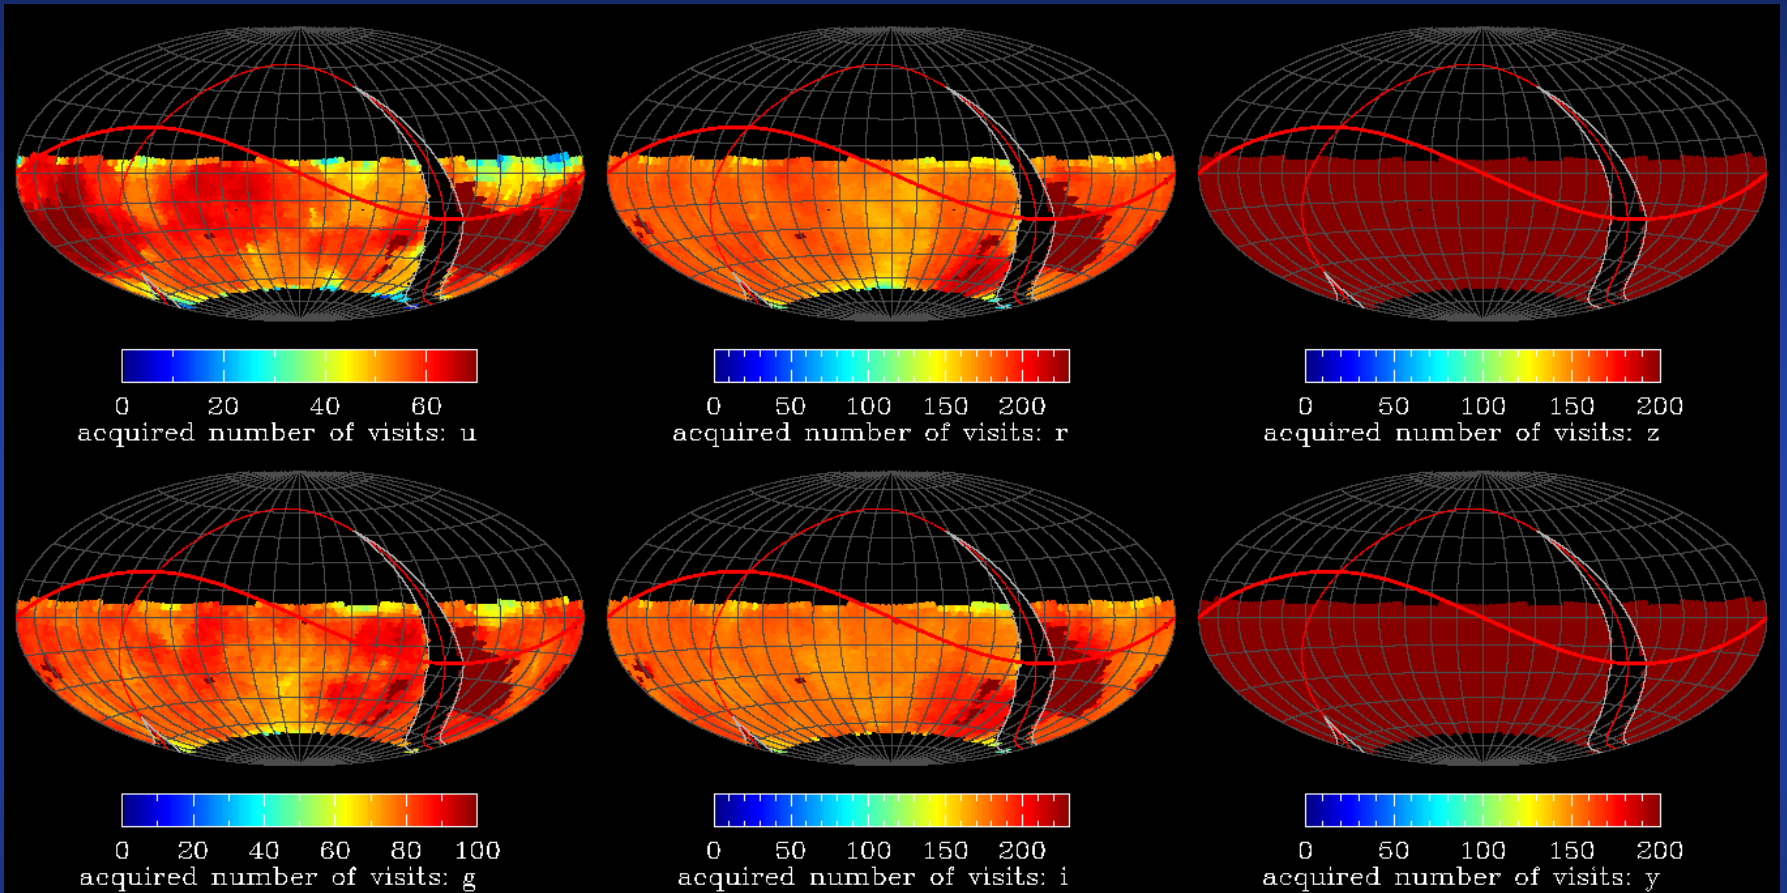 0 20 40 60
acquired number of visits: u
0 50 100 150 200
acquired number of visits: r
0 50 100 150 200
acquired number of visits: z
0 20 40 60 80 100
acquired number of visits: g
0 50 100 150 200
acquired number of visits: i
0 50 100 150 200
acquired number of visits: y